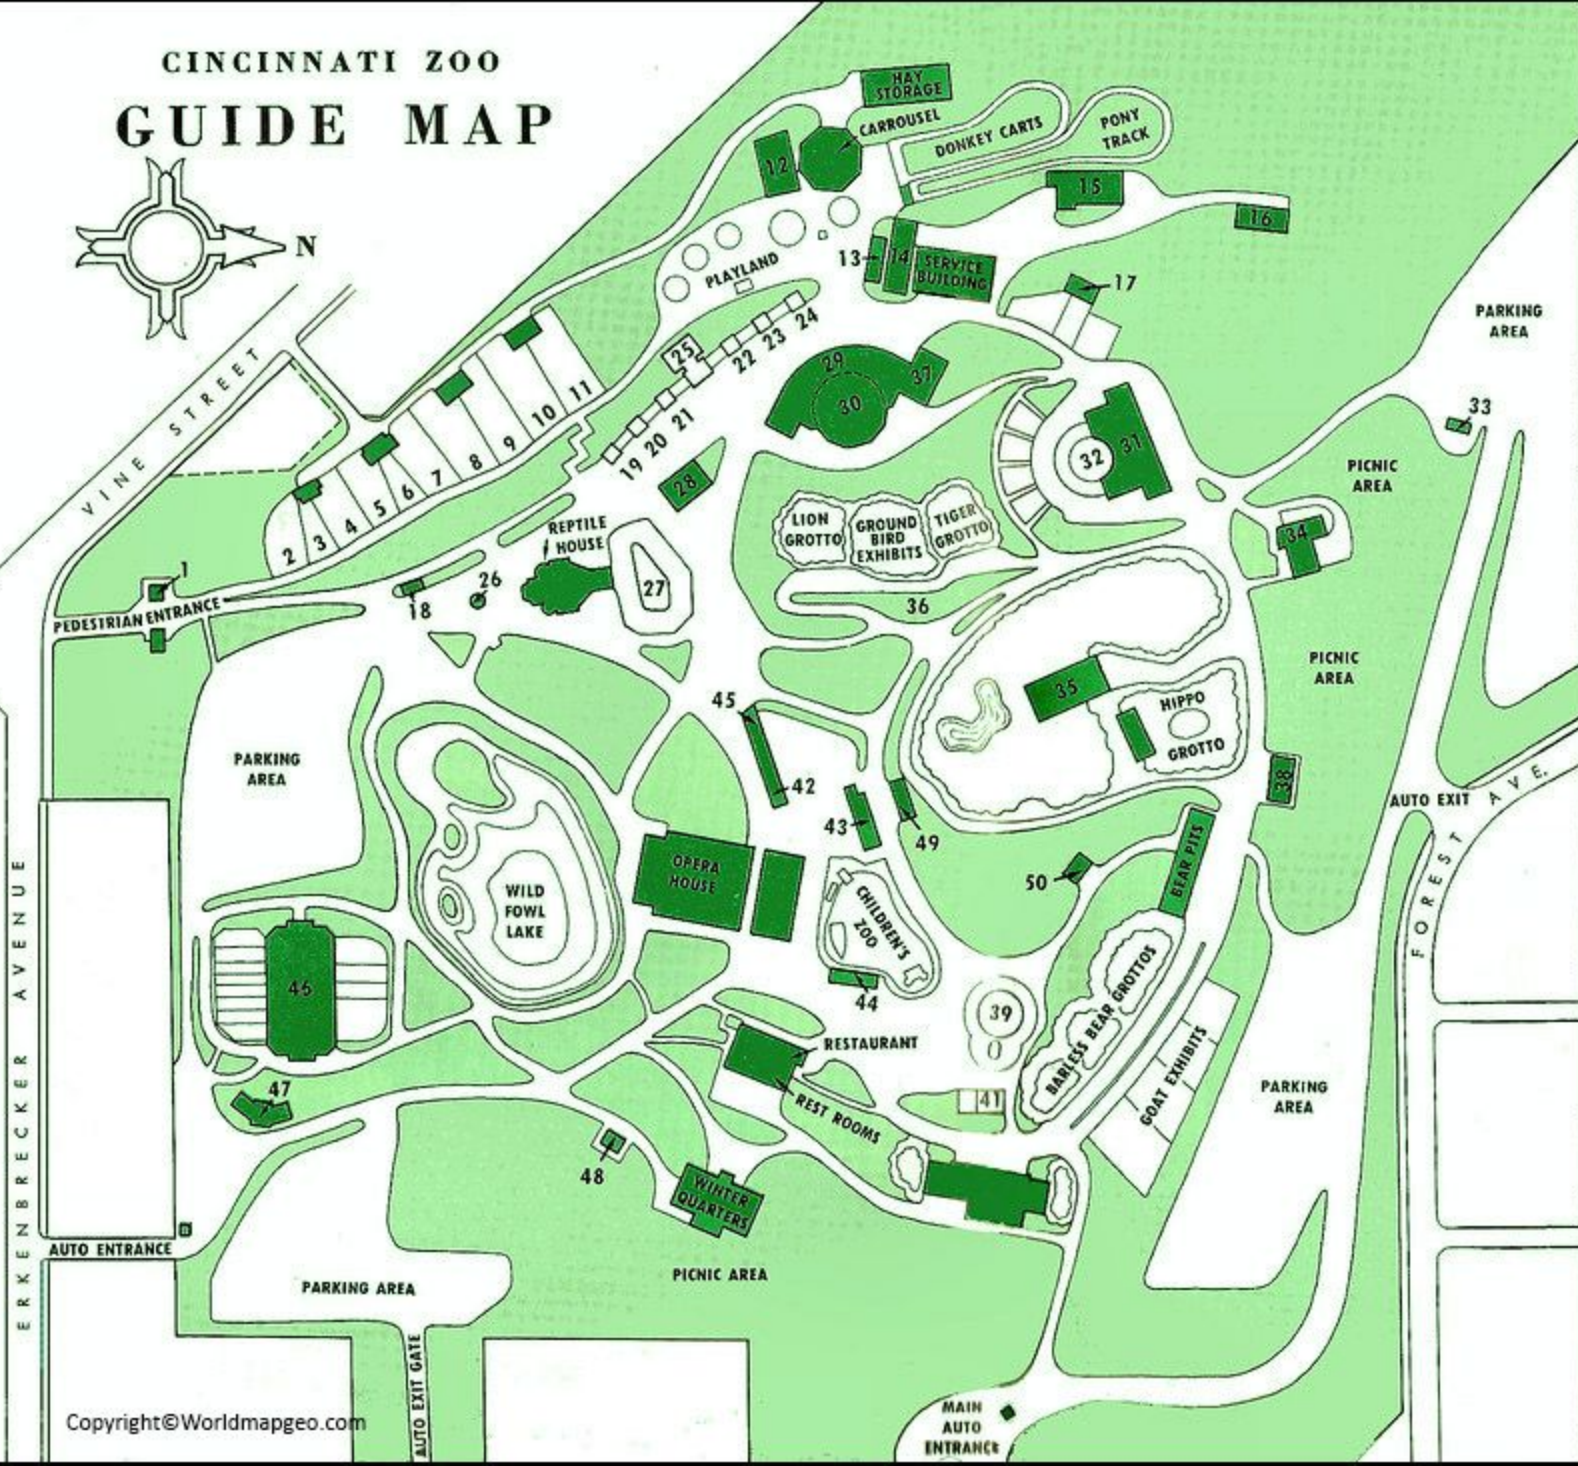 CINCINNATI ZOO
GUIDE MAP
N
HAY
STORAGE
CARROUSEL
DONKEY CARTS
PONY
TRACK
12
15
16
13
14
SERVICE
BUILDING
17
PLAYLAND
PARKING
AREA
VINE STREET
25
22
23
24
29
30
37
19
20
21
28
31
32
33
2
3
4
5
6
7
8
9
10
11
PICNIC
AREA
LION
GROTTO
GROUND
BIRD
EXHIBITS
TIGER
GROTTO
34
REPTILE
HOUSE
1
PEDESTRIAN ENTRANCE
18
26
27
36
PICNIC
AREA
35
HIPPO
GROTTO
45
42
43
49
38
PARKING
AREA
AUTO EXIT
FOREST AVE.
OPERA
HOUSE
WILD
FOWL
LAKE
CHILDREN'S
ZOO
44
50
BEAR PITS
BARLESS BEAR GROTTOS
GOAT EXHIBITS
39
41
46
47
RESTAURANT
REST ROOMS
PARKING
AREA
48
WINTER
QUARTERS
ERKENBRECKER AVENUE
AUTO ENTRANCE
PARKING AREA
PICNIC AREA
AUTO EXIT GATE
MAIN
AUTO
ENTRANCE
Copyright©Worldmapgeo.com